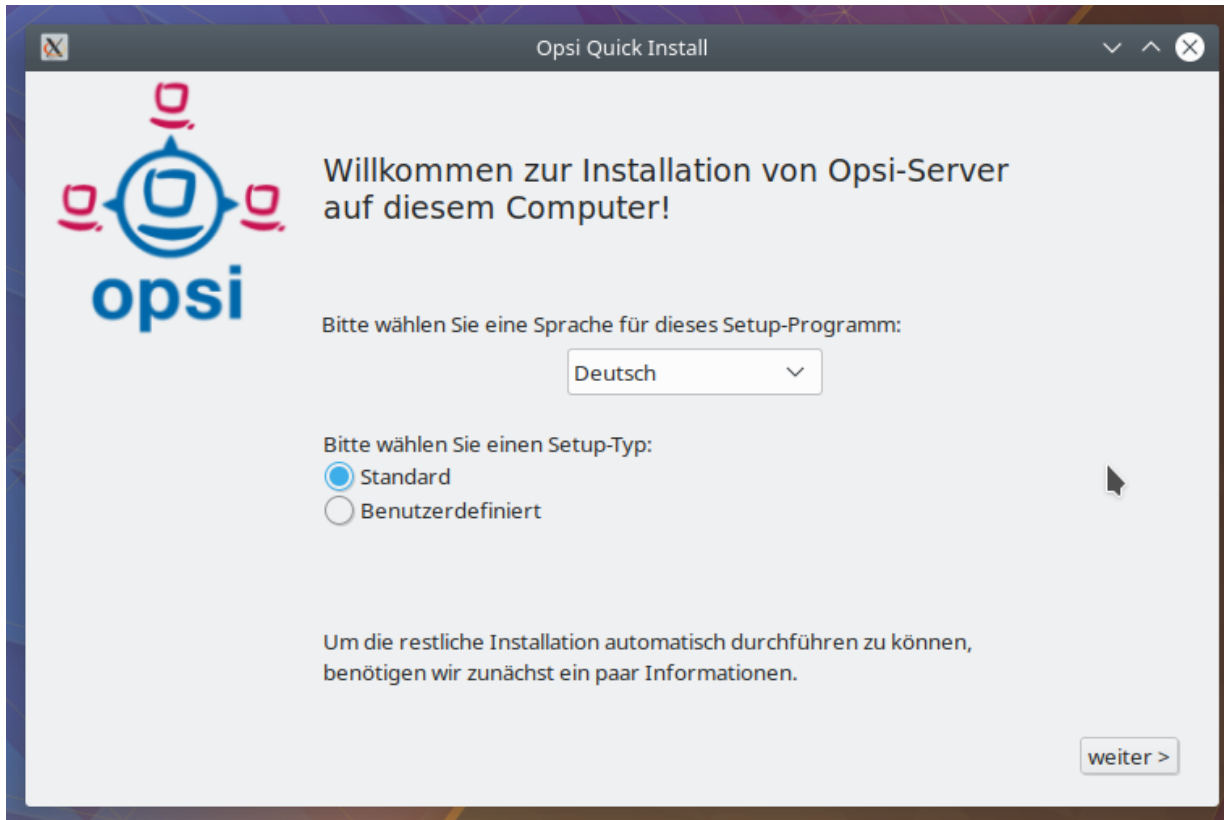 Opsi Quick Install
opsi
Willkommen zur Installation von Opsi-Server
auf diesem Computer!
Bitte wählen Sie eine Sprache für dieses Setup-Programm:
Deutsch
Bitte wählen Sie einen Setup-Typ:
Standard
Benutzerdefiniert
Um die restliche Installation automatisch durchführen zu können,
benötigen wir zunächst ein paar Informationen.
weiter >